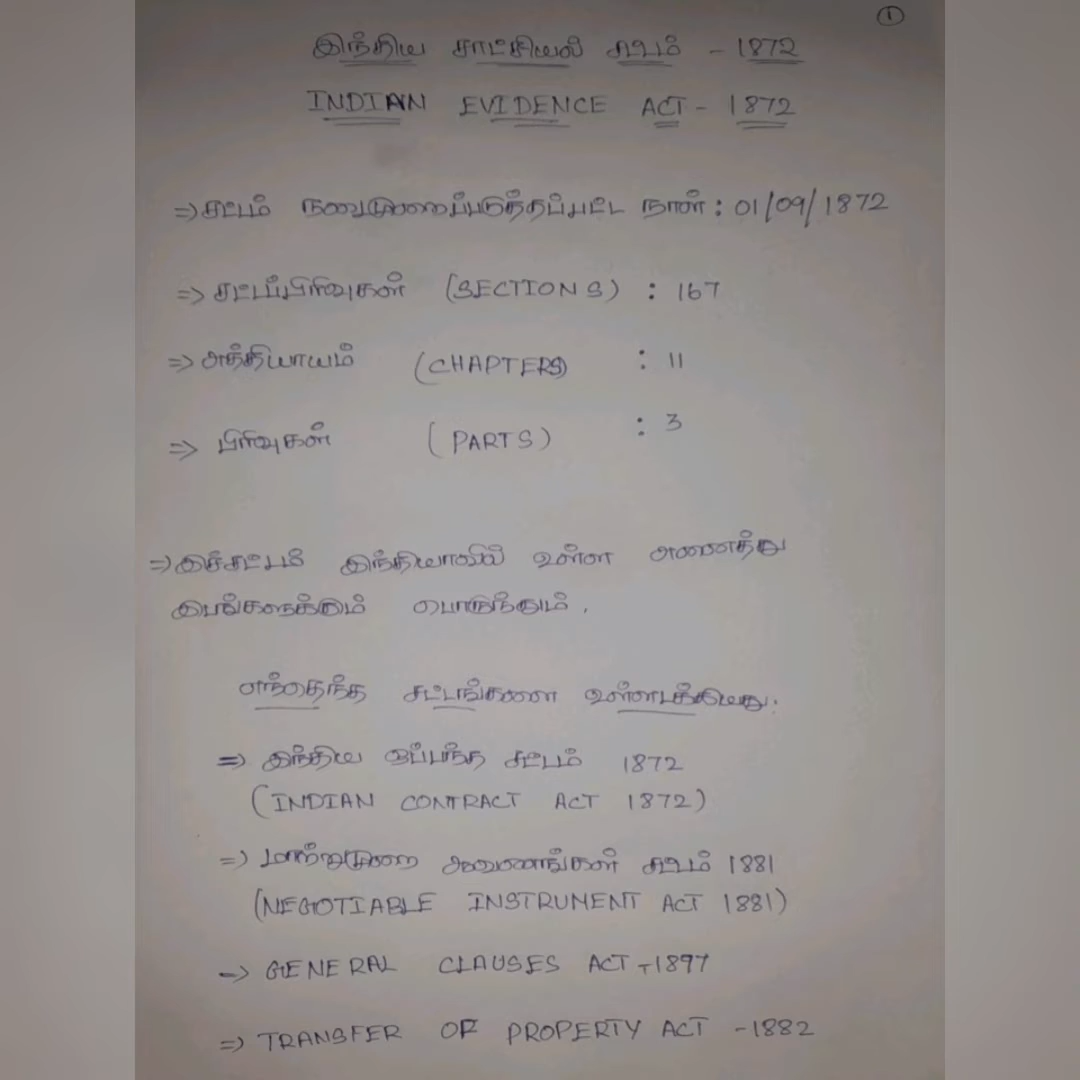 ①
இந்திய சாட்சியல் சட்டம் - 1872
INDIAN EVIDENCE ACT - 1872
=> சட்டம் நடைமுறைப்படுத்தப்பட்ட நாள் : 01/09/1872
=> சட்டப்பிரிவுகள் (SECTIONS) : 167
=> அத்தியாயம் (CHAPTERS) : 11
=> பிரிவுகள் (PARTS) : 3
=> இச்சட்டம் இந்தியாவில் உள்ள அனைத்து
இடங்களுக்கும் பொருந்தும்.
எந்தெந்த சட்டங்களை உள்ளடக்கியது.
=> இந்திய ஒப்பந்த சட்டம் 1872
(INDIAN CONTRACT ACT 1872)
=> மாற்றுமுறை ஆவணங்கள் சட்டம் 1881
(NEGOTIABLE INSTRUMENT ACT 1881)
=> GENERAL CLAUSES ACT - 1897
=> TRANSFER OF PROPERTY ACT - 1882